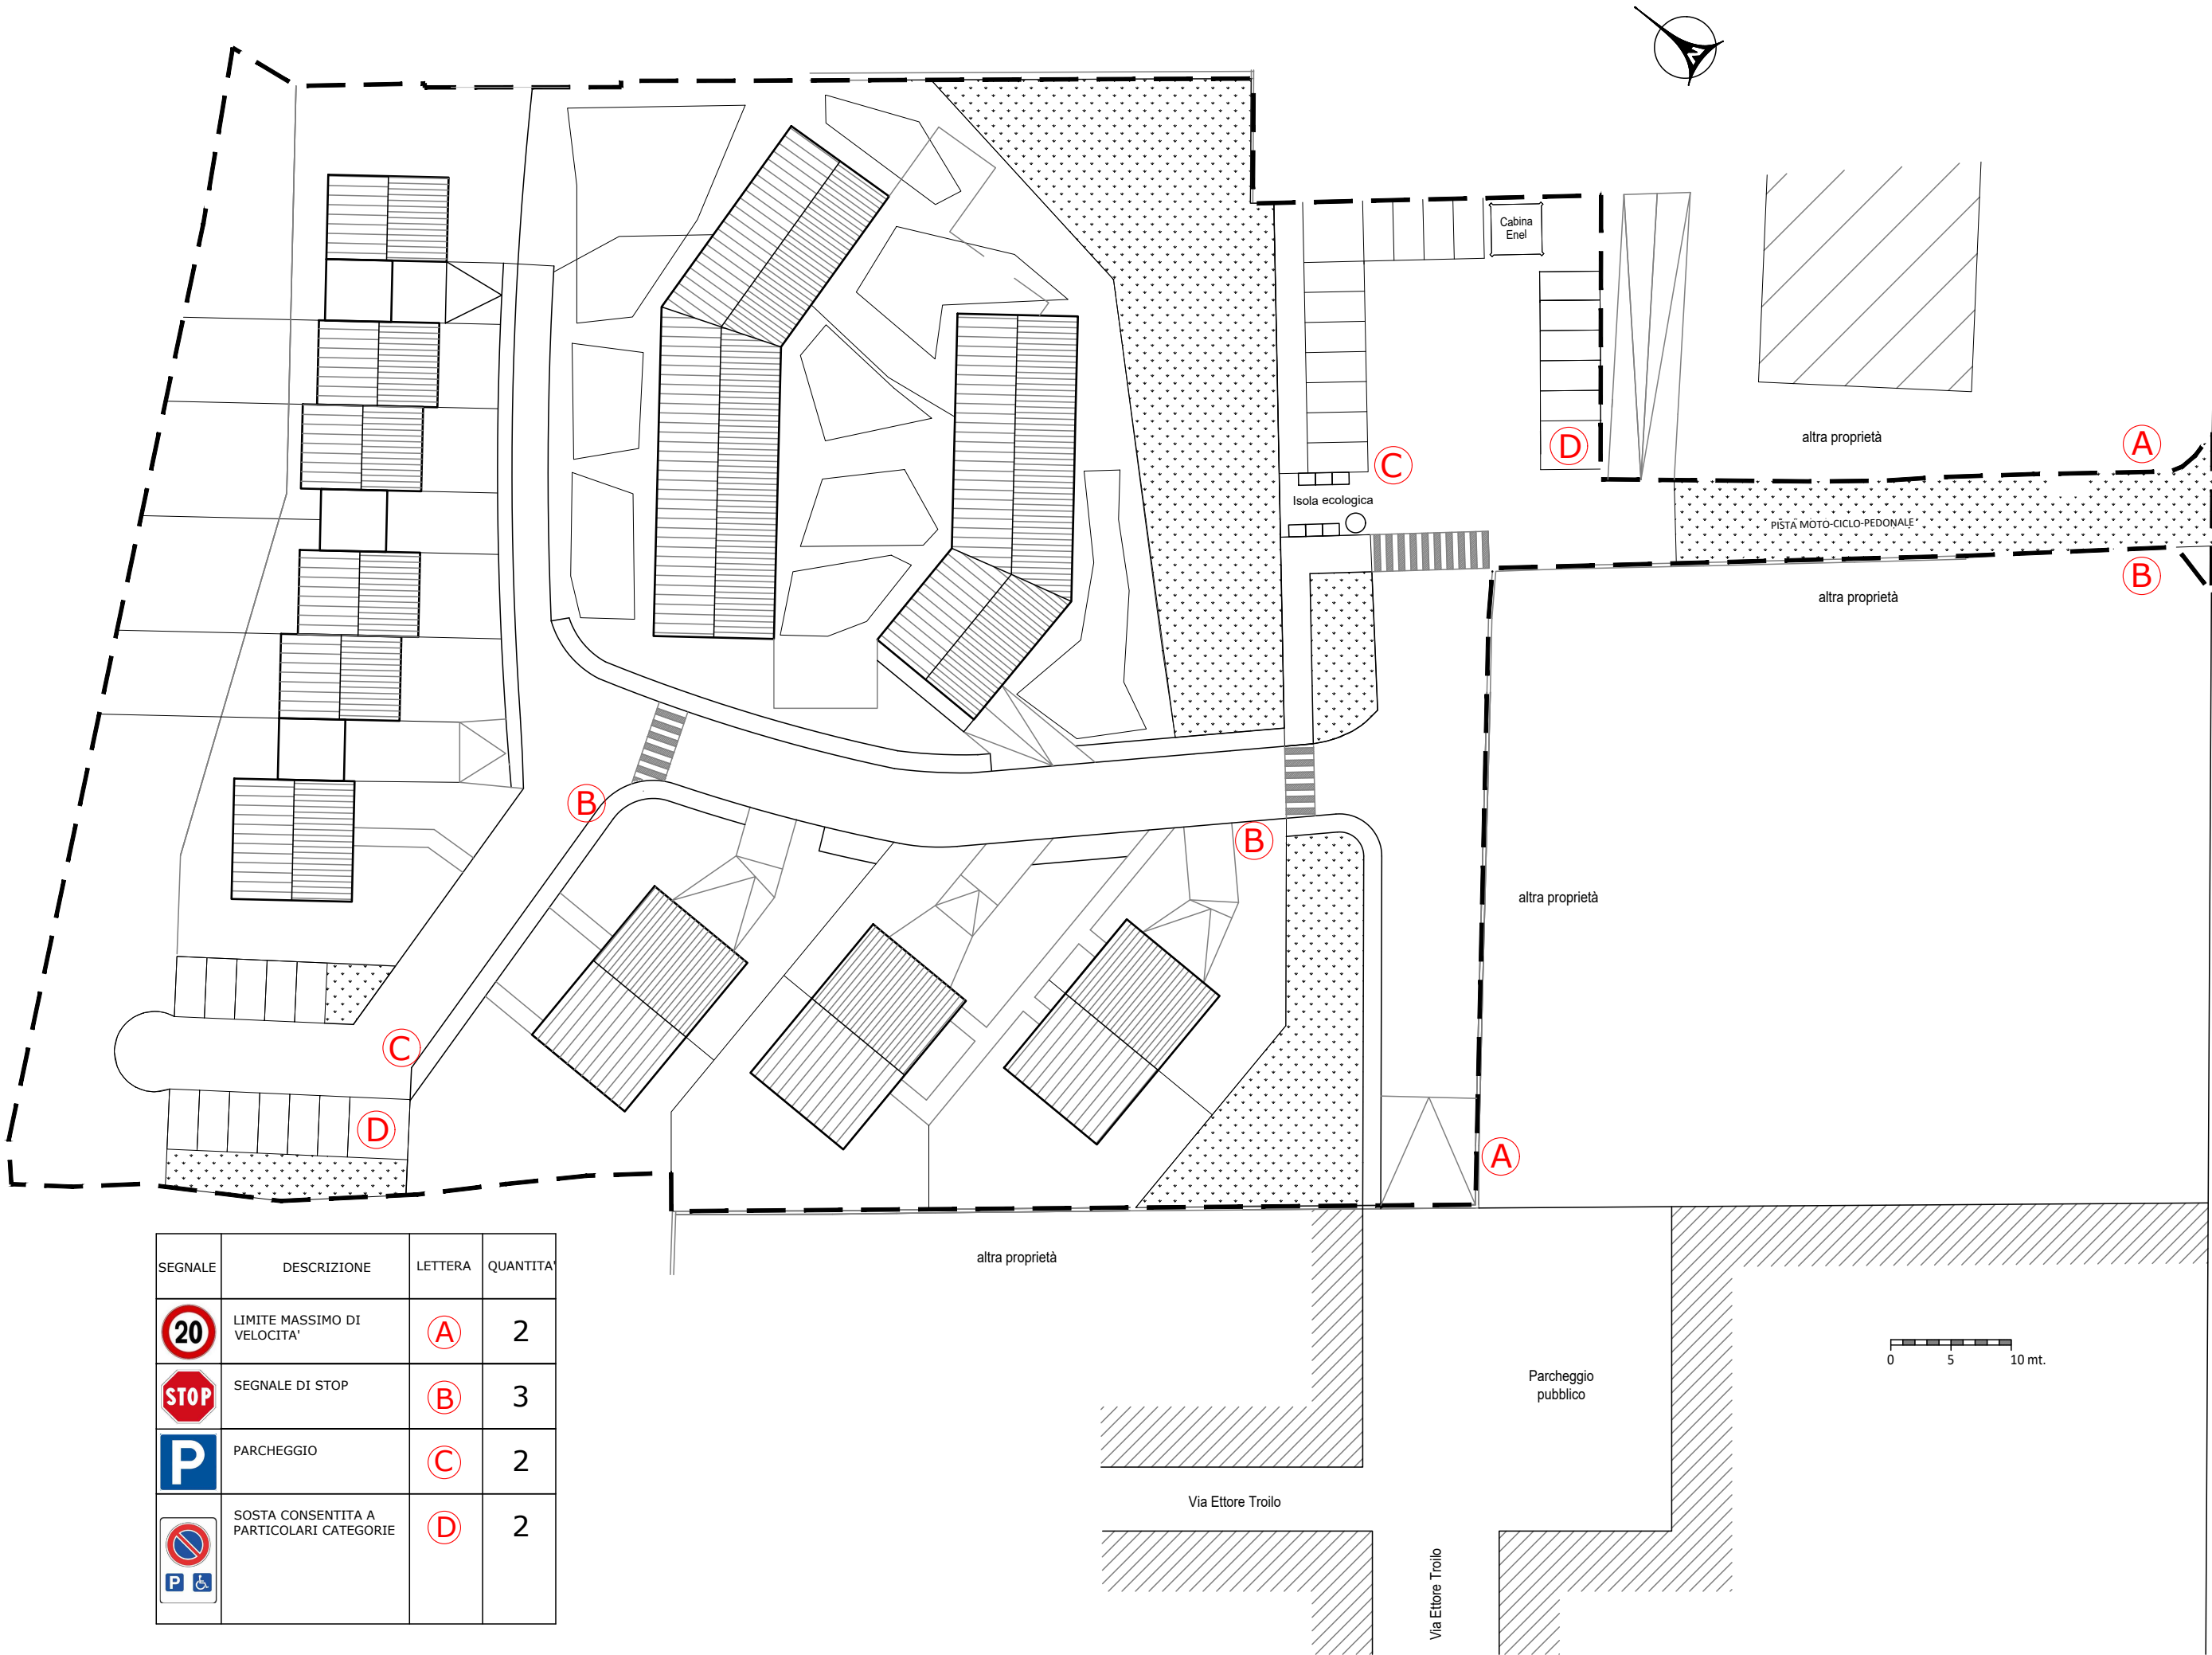 N
Cabina
Enel
altra proprietà
A
D
C
Isola ecologica
PISTA MOTO-CICLO-PEDONALE
B
altra proprietà
B
B
altra proprietà
C
D
A
altra proprietà
SEGNALE DESCRIZIONE LETTERA QUANTITA'
20 LIMITE MASSIMO DI
VELOCITA' A 2
STOP SEGNALE DI STOP B 3
P PARCHEGGIO C 2
SOSTA CONSENTITA A
PARTICOLARI CATEGORIE D 2
P
0 5 10 mt.
Parcheggio
pubblico
Via Ettore Troilo
Via Ettore Troilo